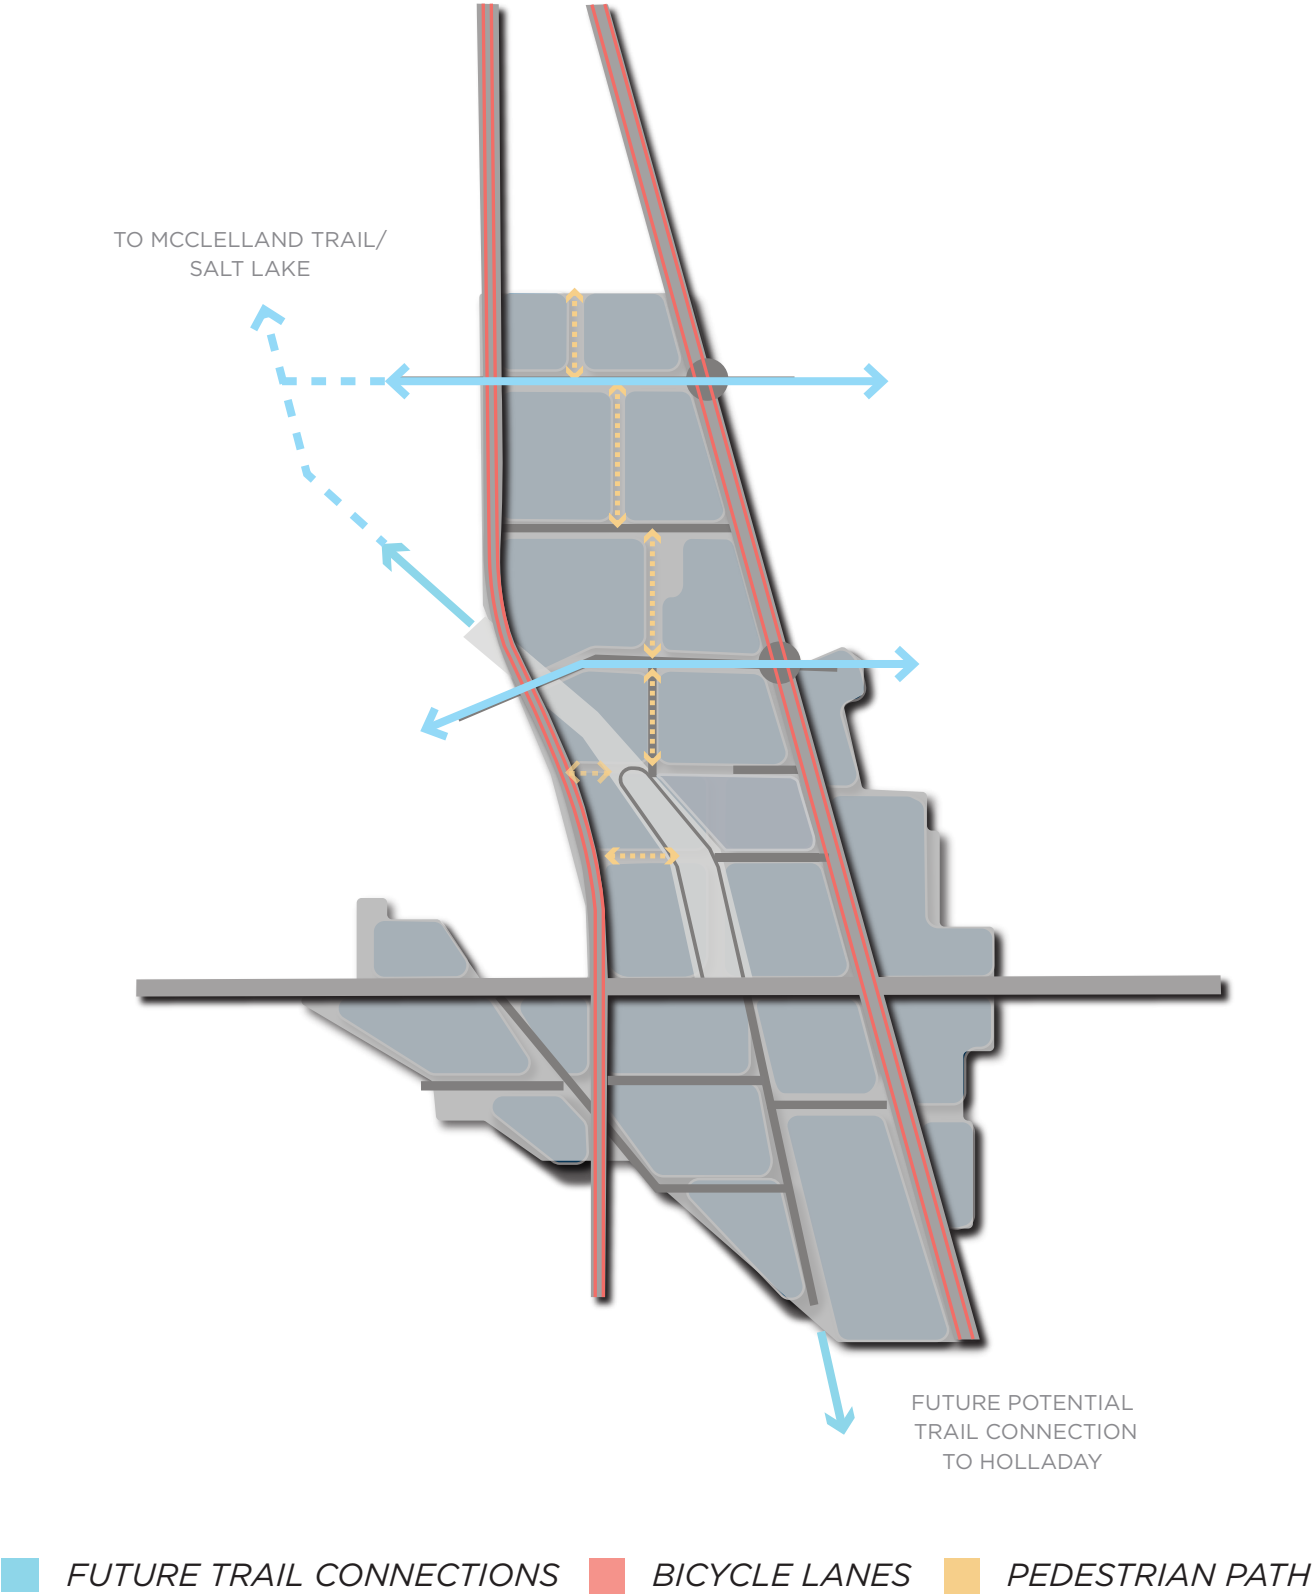 TO MCCLELLAND TRAIL/
SALT LAKE
FUTURE POTENTIAL
TRAIL CONNECTION
TO HOLLADAY
FUTURE TRAIL CONNECTIONS
BICYCLE LANES
PEDESTRIAN PATH